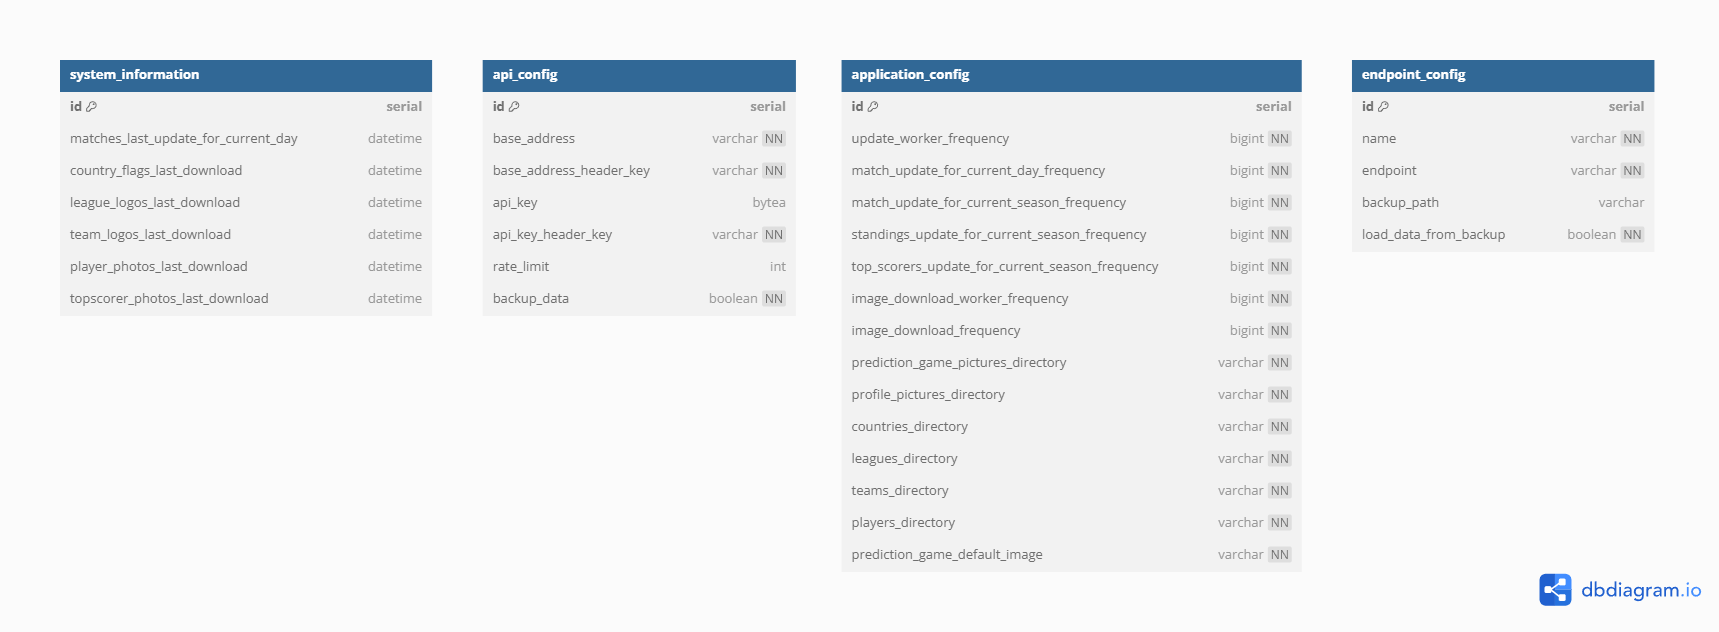 system_information
id serial
matches_last_update_for_current_day datetime
country_flags_last_download datetime
league_logos_last_download datetime
team_logos_last_download datetime
player_photos_last_download datetime
topscorer_photos_last_download datetime
api_config
id serial
base_address varchar NN
base_address_header_key varchar NN
api_key bytea
api_key_header_key varchar NN
rate_limit int
backup_data boolean NN
application_config
id serial
update_worker_frequency bigint NN
match_update_for_current_day_frequency bigint NN
match_update_for_current_season_frequency bigint NN
standings_update_for_current_season_frequency bigint NN
top_scorers_update_for_current_season_frequency bigint NN
image_download_worker_frequency bigint NN
image_download_frequency bigint NN
prediction_game_pictures_directory varchar NN
profile_pictures_directory varchar NN
countries_directory varchar NN
leagues_directory varchar NN
teams_directory varchar NN
players_directory varchar NN
prediction_game_default_image varchar NN
endpoint_config
id serial
name varchar NN
endpoint varchar NN
backup_path varchar
load_data_from_backup boolean NN
dbdiagram.io